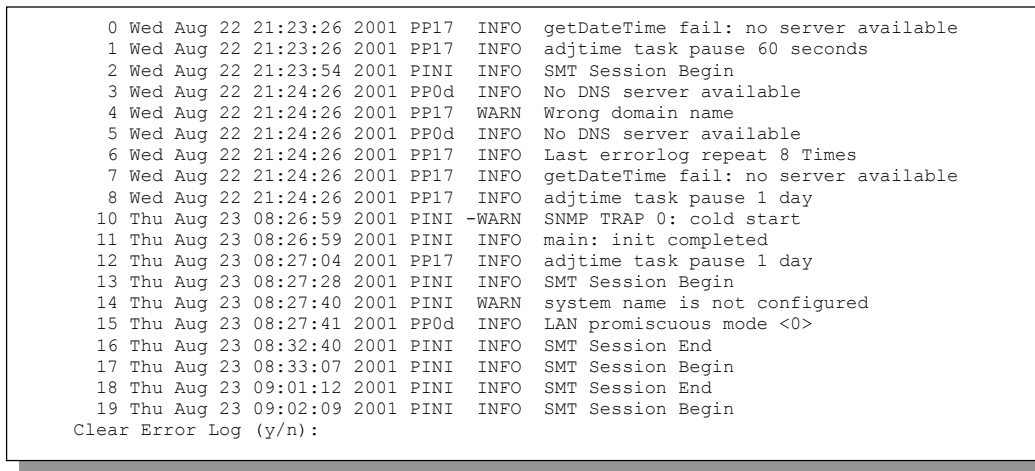 0 Wed Aug 22 21:23:26 2001 PP17 INFO getDateTime fail: no server available
1 Wed Aug 22 21:23:26 2001 PP17 INFO adjtime task pause 60 seconds
2 Wed Aug 22 21:23:54 2001 PINI INFO SMT Session Begin
3 Wed Aug 22 21:24:26 2001 PP0d INFO No DNS server available
4 Wed Aug 22 21:24:26 2001 PP17 WARN Wrong domain name
5 Wed Aug 22 21:24:26 2001 PP0d INFO No DNS server available
6 Wed Aug 22 21:24:26 2001 PP17 INFO Last errorlog repeat 8 Times
7 Wed Aug 22 21:24:26 2001 PP17 INFO getDateTime fail: no server available
8 Wed Aug 22 21:24:26 2001 PP17 INFO adjtime task pause 1 day
10 Thu Aug 23 08:26:59 2001 PINI -WARN SNMP TRAP 0: cold start
11 Thu Aug 23 08:26:59 2001 PINI INFO main: init completed
12 Thu Aug 23 08:27:04 2001 PP17 INFO adjtime task pause 1 day
13 Thu Aug 23 08:27:28 2001 PINI INFO SMT Session Begin
14 Thu Aug 23 08:27:40 2001 PINI WARN system name is not configured
15 Thu Aug 23 08:27:41 2001 PP0d INFO LAN promiscuous mode <0>
16 Thu Aug 23 08:32:40 2001 PINI INFO SMT Session End
17 Thu Aug 23 08:33:07 2001 PINI INFO SMT Session Begin
18 Thu Aug 23 09:01:12 2001 PINI INFO SMT Session End
19 Thu Aug 23 09:02:09 2001 PINI INFO SMT Session Begin
Clear Error Log (y/n):